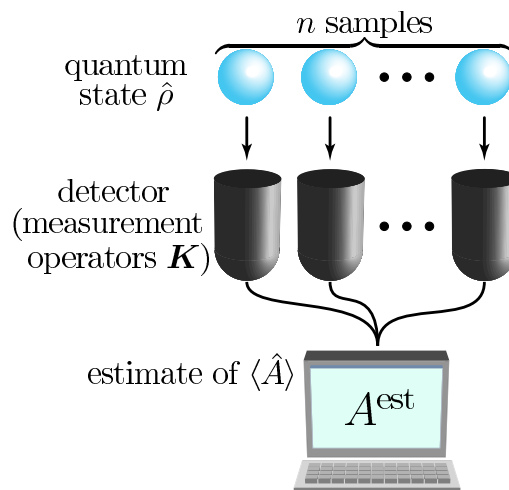 n samples
quantum
state ρ̂
detector
(measurement
operators K)
estimate of ⟨Â⟩
A^est